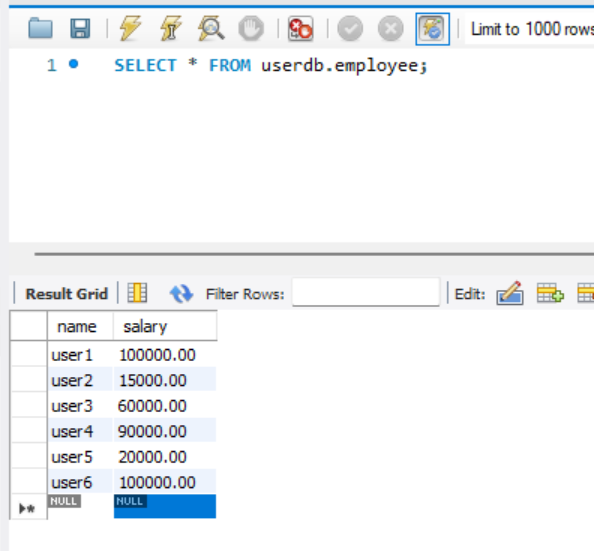 Limit to 1000 rows
1 SELECT * FROM userdb.employee;
Result Grid Filter Rows: Edit:
name salary
user1 100000.00
user2 15000.00
user3 60000.00
user4 90000.00
user5 20000.00
user6 100000.00
NULL NULL